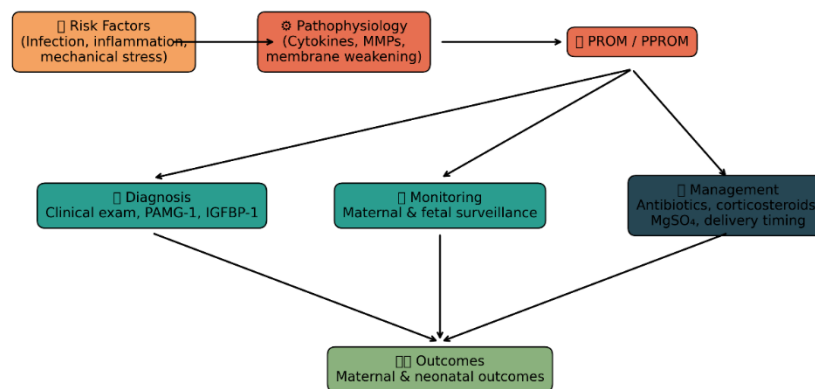 Risk Factors
(Infection, inflammation,
mechanical stress)
⚙ Pathophysiology
(Cytokines, MMPs,
membrane weakening)
PROM / PPROM
Diagnosis
Clinical exam, PAMG-1, IGFBP-1
Monitoring
Maternal & fetal surveillance
Management
Antibiotics, corticosteroids
MgSO₄, delivery timing
Outcomes
Maternal & neonatal outcomes